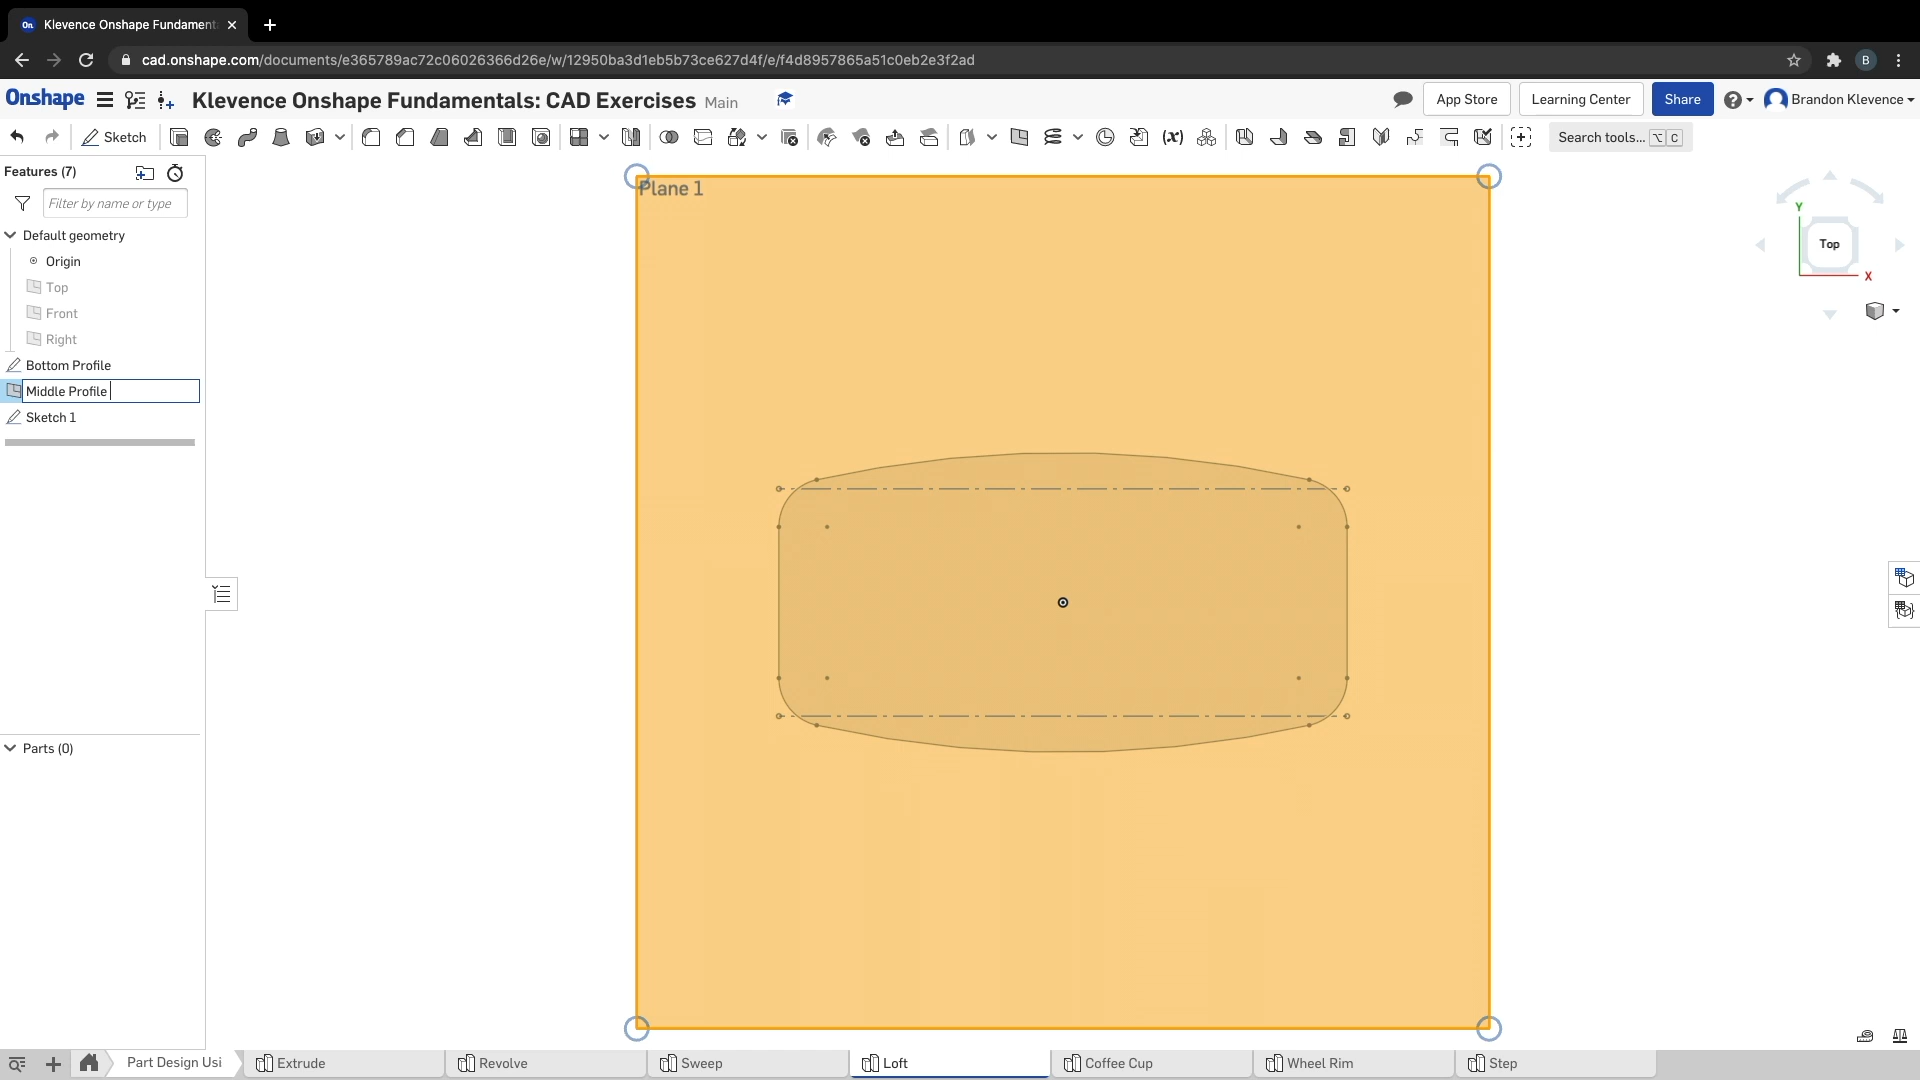 Klevence Onshape Fundament
cad.onshape.com/documents/e365789ac72c06026366d26e/w/12950ba3d1eb5b73ce627d4f/e/f4d8957865a51c0eb2e3f2ad
B
Onshape
Klevence Onshape Fundamentals: CAD Exercises Main
App Store
Learning Center
Share
Brandon Klevence
Sketch
(x)
Search tools... ⌥ C
Features (7)
Filter by name or type
Default geometry
Origin
Top
Front
Right
Bottom Profile
Middle Profile
Sketch 1
Parts (0)
Plane 1
Y
Top
X
Part Design Usi
Extrude
Revolve
Sweep
Loft
Coffee Cup
Wheel Rim
Step